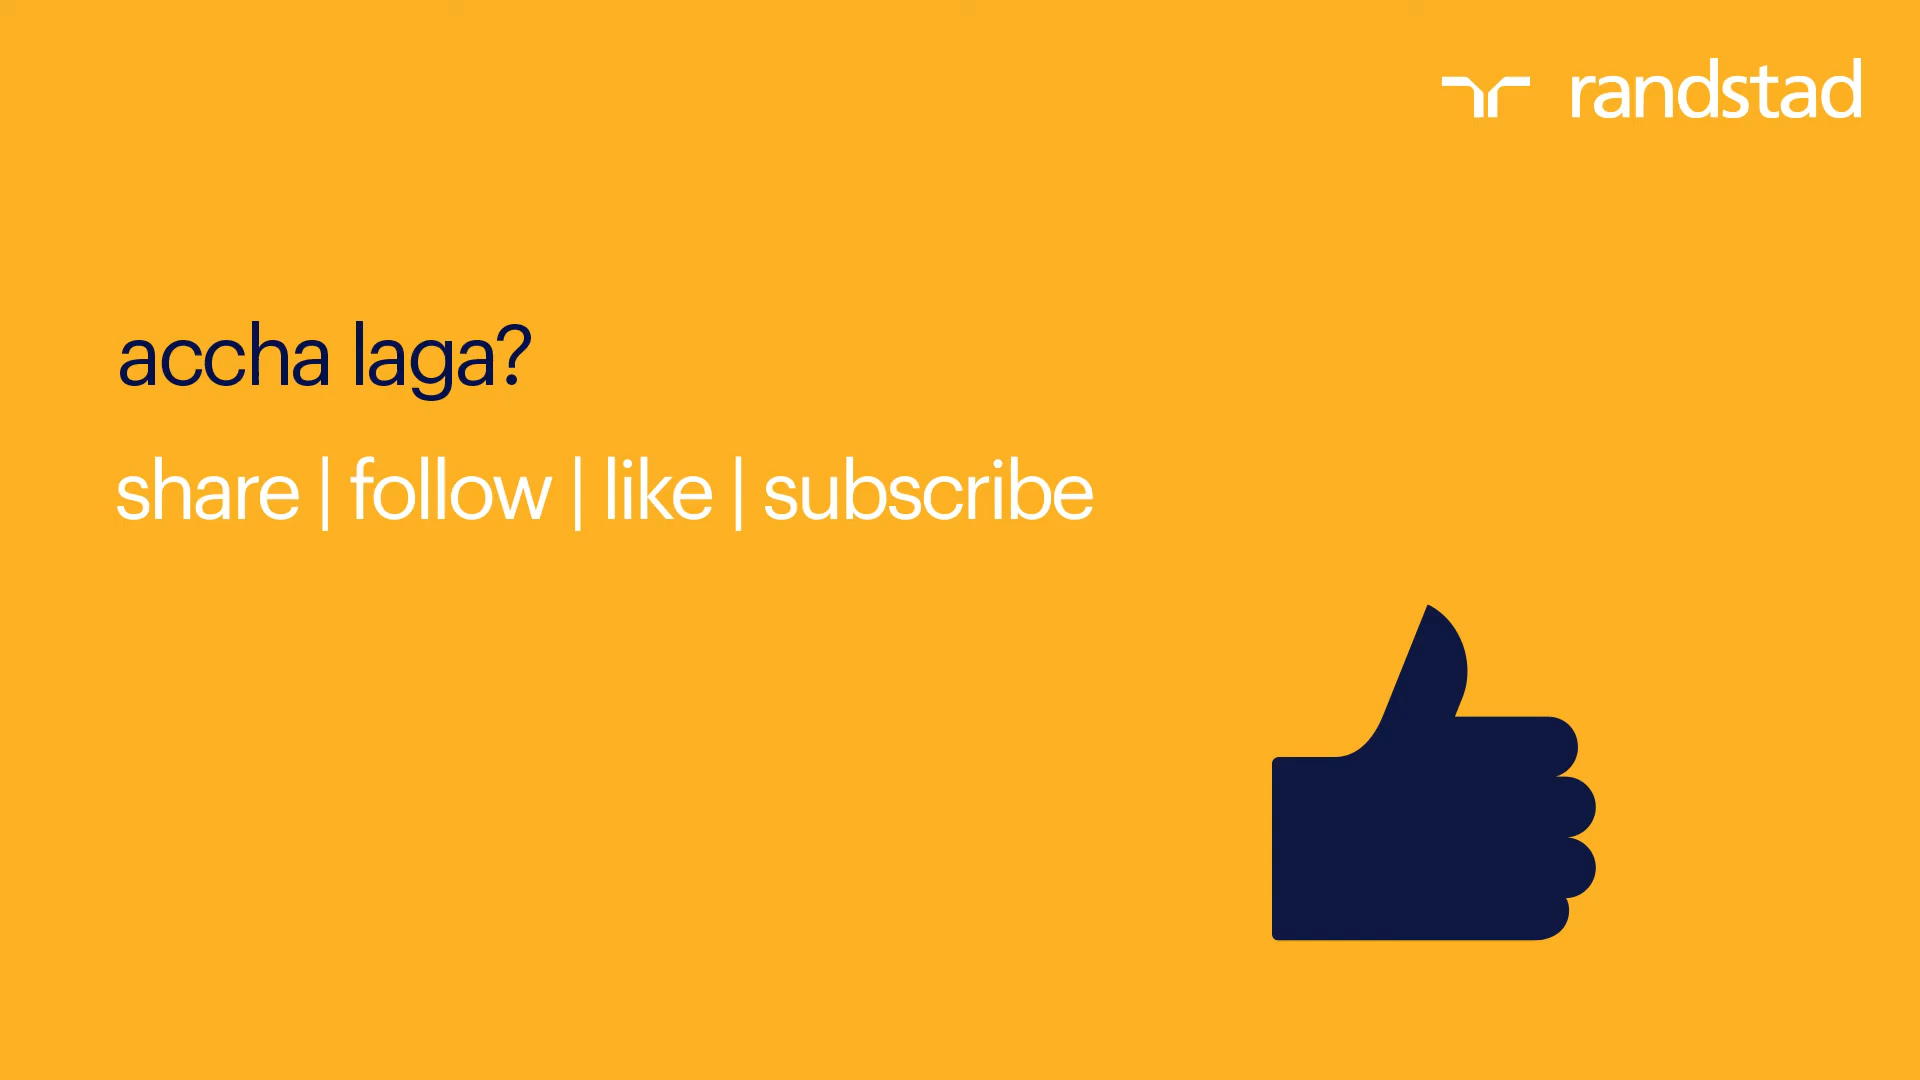 randstad
accha laga?
share | follow | like | subscribe